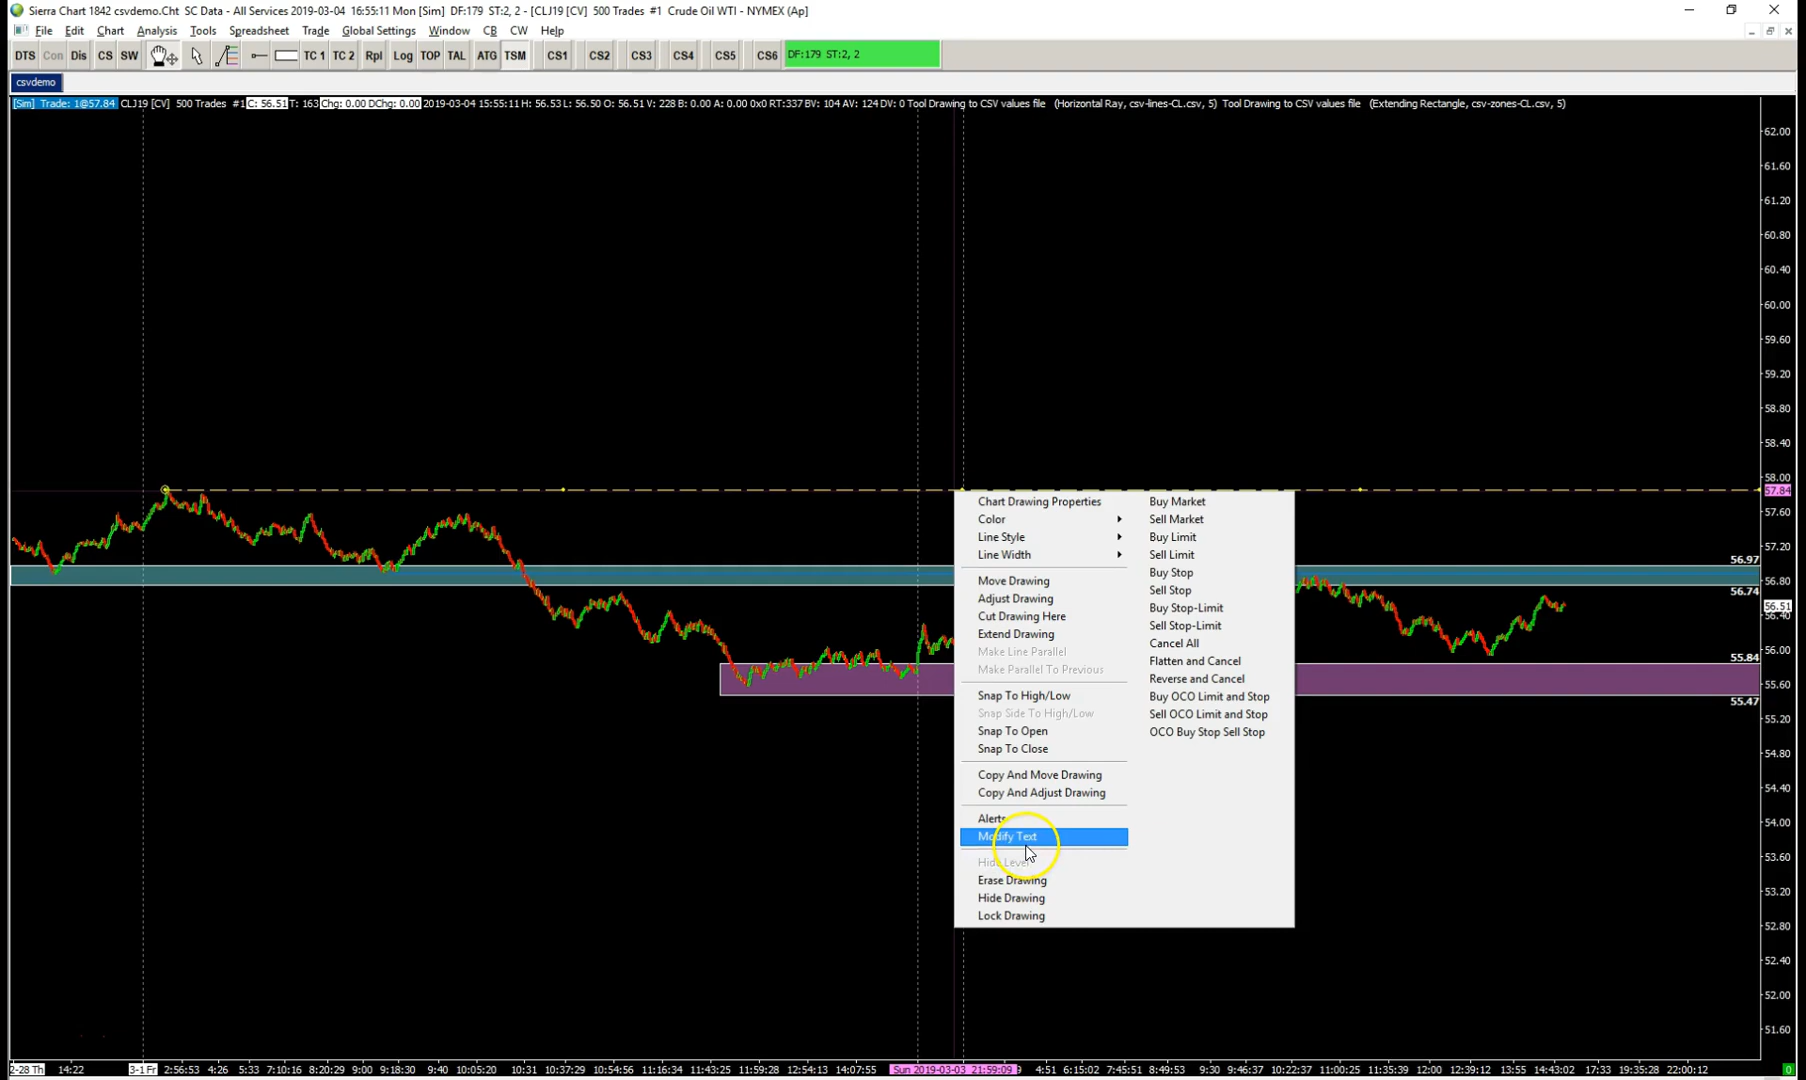 Sierra Chart 1842 csvdemo.Cht SC Data - All Services 2019-03-04 16:55:11 Mon [Sim] DF:179 ST:2, 2 - [CLJ19 [CV] 500 Trades #1 Crude Oil WTI - NYMEX (Ap]
File Edit Chart Analysis Tools Spreadsheet Trade Global Settings Window CB CW Help
DTS Con Dis CS SW TC 1 TC 2 Rpl Log TOP TAL ATG TSM CS1 CS2 CS3 CS4 CS5 CS6 DF:179 ST:2, 2
csvdemo
[Sim] Trade: 1@57.84 CLJ19 [CV] 500 Trades #1 C: 56.51 T: 163 Chg: 0.00 DChg: 0.00 2019-03-04 15:55:11 H: 56.53 L: 56.50 O: 56.51 V: 228 B: 0.00 A: 0.00 0x0 RT:337 BV: 104 AV: 124 DV: 0 Tool Drawing to CSV values file (Horizontal Ray, csv-lines-CL.csv, 5) Tool Drawing to CSV values file (Extending Rectangle, csv-zones-CL.csv, 5)
62.00
61.60
61.20
60.80
60.40
60.00
59.60
59.20
58.80
58.40
58.00
57.84
57.60
57.20
56.97
56.80
56.74
56.51
56.40
56.00
55.84
55.60
55.47
55.20
54.80
54.40
54.00
53.60
53.20
52.80
52.40
52.00
51.60
Chart Drawing Properties
Color
Line Style
Line Width
Move Drawing
Adjust Drawing
Cut Drawing Here
Extend Drawing
Make Line Parallel
Make Parallel To Previous
Snap To High/Low
Snap Side To High/Low
Snap To Open
Snap To Close
Copy And Move Drawing
Copy And Adjust Drawing
Alerts
Modify Text
Hide Level
Erase Drawing
Hide Drawing
Lock Drawing
Buy Market
Sell Market
Buy Limit
Sell Limit
Buy Stop
Sell Stop
Buy Stop-Limit
Sell Stop-Limit
Cancel All
Flatten and Cancel
Reverse and Cancel
Buy OCO Limit and Stop
Sell OCO Limit and Stop
OCO Buy Stop Sell Stop
2-28 Th 14:22 3-1 Fr 2:56:53 4:26 5:33 7:10:16 8:20:29 9:00 9:18:30 9:40 10:05:20 10:31 10:37:29 10:54:56 11:16:34 11:43:25 11:59:28 12:54:13 14:07:55 Sun 2019-03-03 21:59:09 4:51 6:15:02 7:45:51 8:49:53 9:30 9:46:37 10:22:37 11:00:25 11:35:39 12:00 12:39:12 13:55 14:43:02 17:33 19:35:28 22:00:12 0